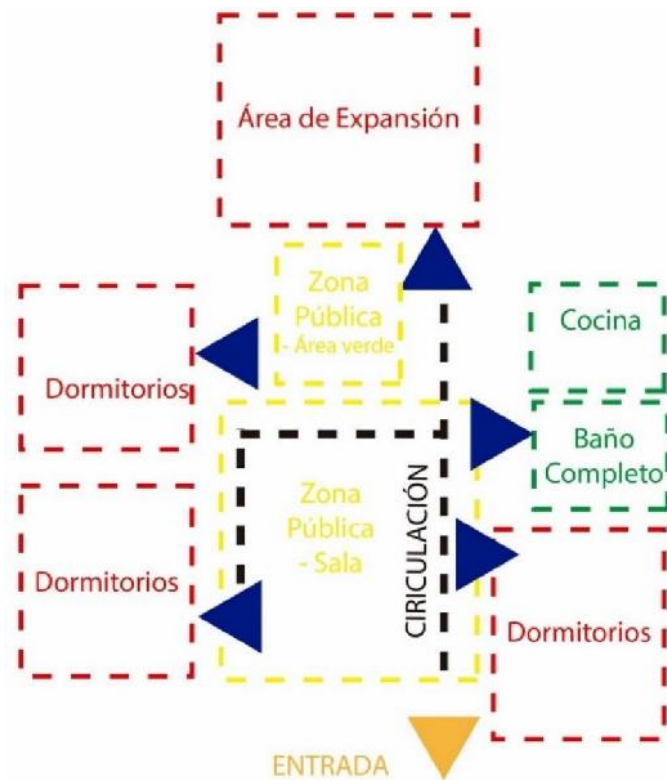 Área de Expansión
Zona
Pública
- Área verde
Cocina
Dormitorios
Baño
Completo
Zona
Pública
- Sala
CIRICULACIÓN
Dormitorios
Dormitorios
ENTRADA